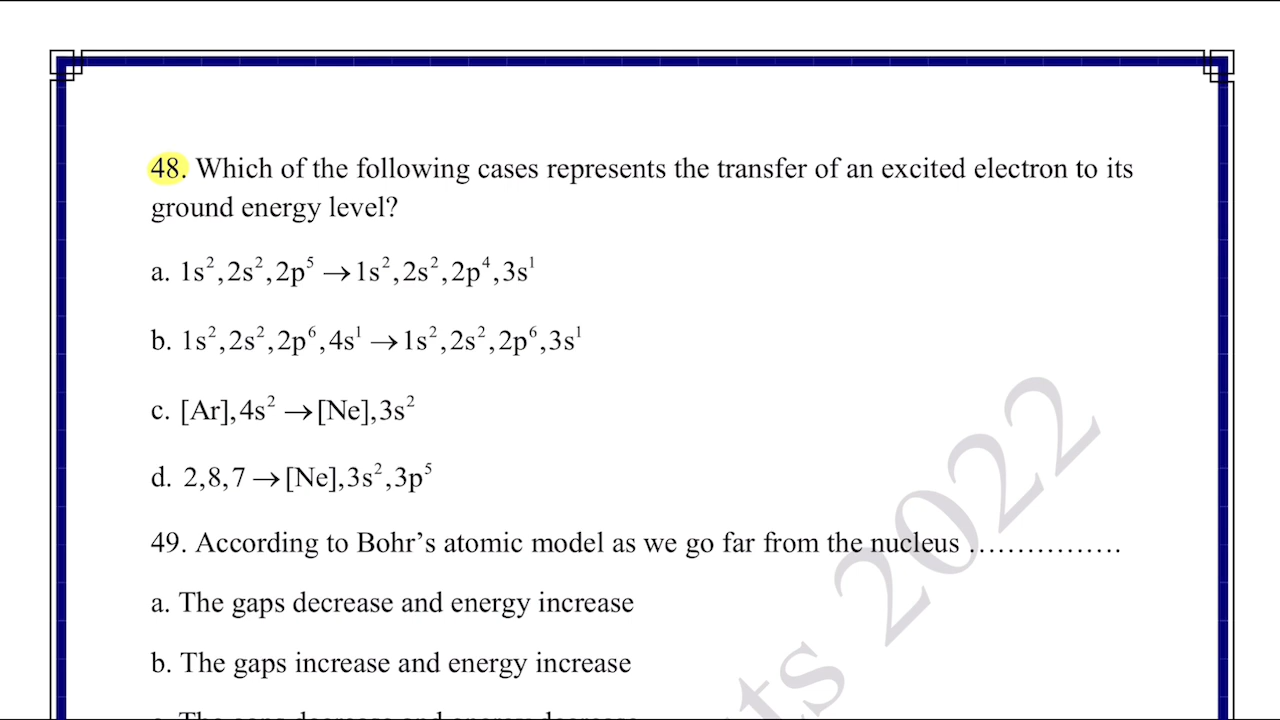 48. Which of the following cases represents the transfer of an excited electron to its
ground energy level?
a. 1s²,2s²,2p⁵ →1s²,2s²,2p⁴,3s¹
b. 1s²,2s²,2p⁶,4s¹ →1s²,2s²,2p⁶,3s¹
c. [Ar],4s² →[Ne],3s²
d. 2,8,7 →[Ne],3s²,3p⁵
49. According to Bohr’s atomic model as we go far from the nucleus ................
a. The gaps decrease and energy increase
b. The gaps increase and energy increase
2022